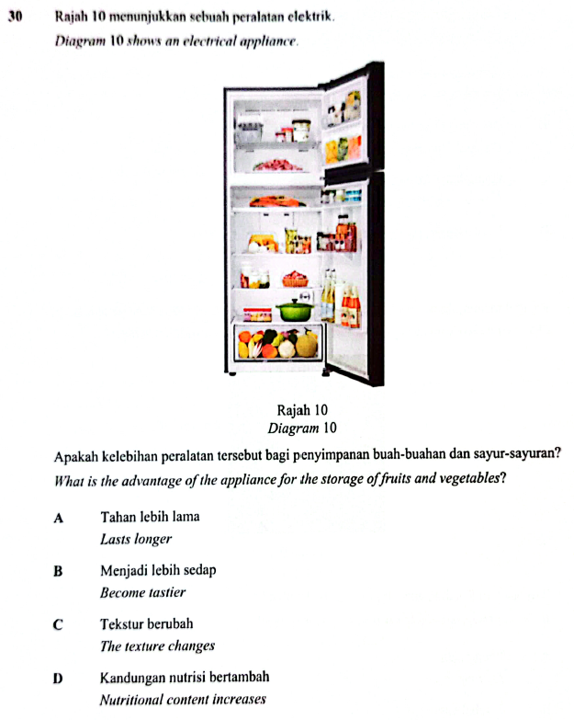 30 Rajah 10 menunjukkan sebuah peralatan elektrik.
Diagram 10 shows an electrical appliance.
Rajah 10
Diagram 10
Apakah kelebihan peralatan tersebut bagi penyimpanan buah-buahan dan sayur-sayuran?
What is the advantage of the appliance for the storage of fruits and vegetables?
A Tahan lebih lama
Lasts longer
B Menjadi lebih sedap
Become tastier
C Tekstur berubah
The texture changes
D Kandungan nutrisi bertambah
Nutritional content increases